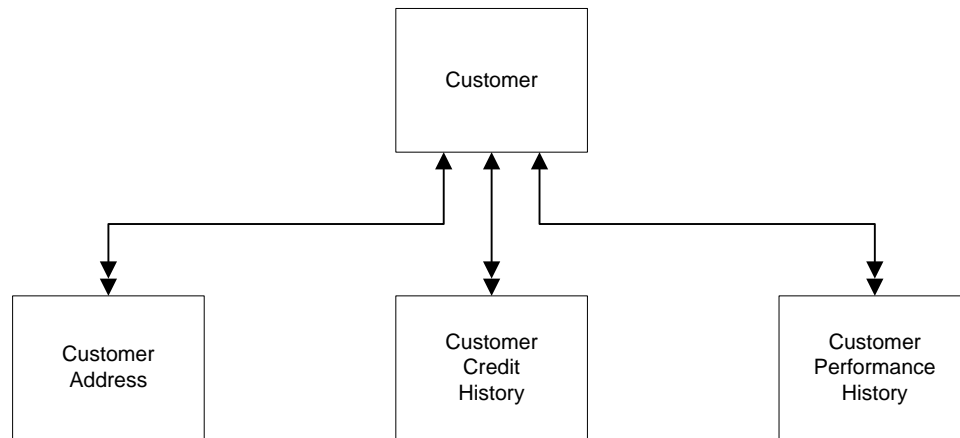 Customer
Customer
Address
Customer
Credit
History
Customer
Performance
History